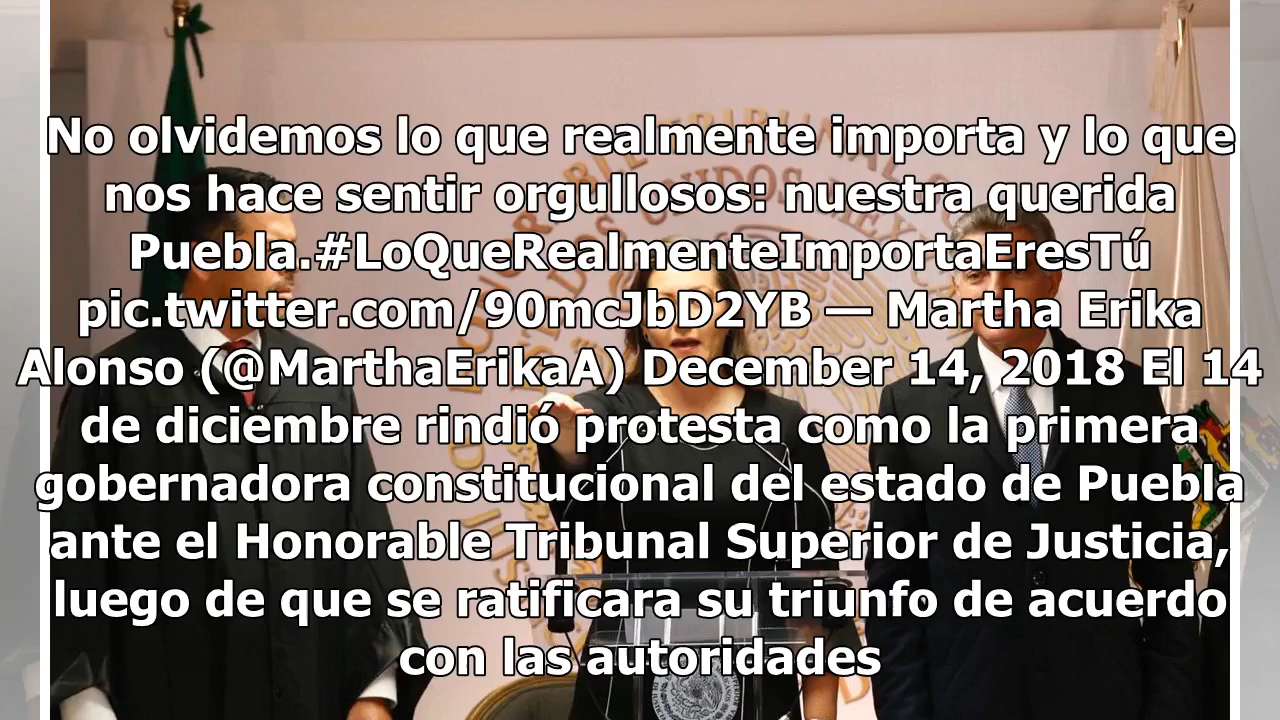 No olvidemos lo que realmente importa y lo que
nos hace sentir orgullosos: nuestra querida
Puebla.#LoQueRealmenteImportaEresTú
pic.twitter.com/90mcJbD2YB — Martha Erika
Alonso (@MarthaErikaA) December 14, 2018 El 14
de diciembre rindió protesta como la primera
gobernadora constitucional del estado de Puebla
ante el Honorable Tribunal Superior de Justicia,
luego de que se ratificara su triunfo de acuerdo
con las autoridades